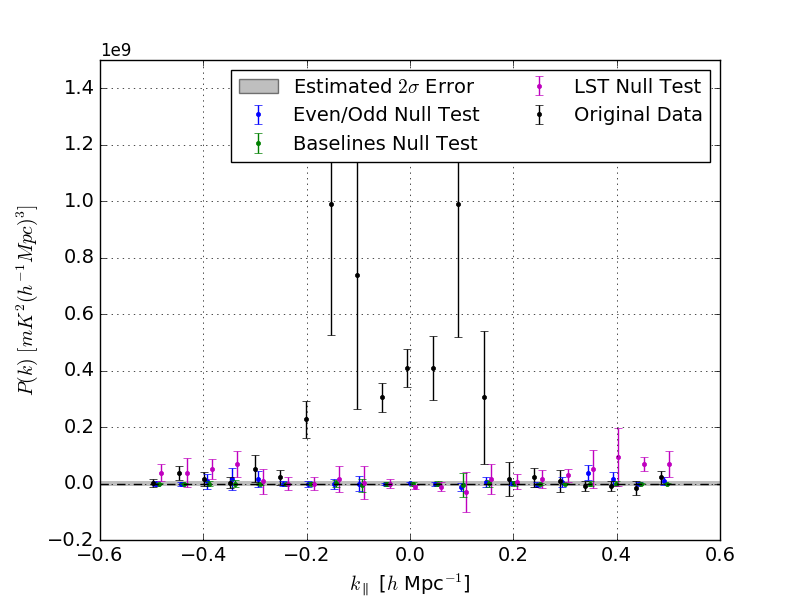 1e9
Estimated 2σ Error
Even/Odd Null Test
Baselines Null Test
LST Null Test
Original Data
1.4
1.2
1.0
0.8
0.6
0.4
0.2
0.0
−0.2
P(k) [mK²(h⁻¹Mpc)³]
−0.6 −0.4 −0.2 0.0 0.2 0.4 0.6
k∥ [h Mpc⁻¹]